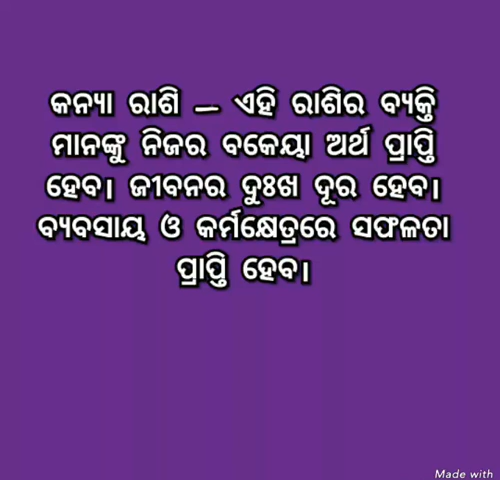 କନ୍ୟା ରାଶି – ଏହି ରାଶିର ବ୍ୟକ୍ତି
ମାନଙ୍କୁ ନିଜର ବକେୟା ଅର୍ଥ ପ୍ରାପ୍ତି
ହେବ। ଜୀବନର ଦୁଃଖ ଦୂର ହେବ।
ବ୍ୟବସାୟ ଓ କର୍ମକ୍ଷେତ୍ରରେ ସଫଳତା
ପ୍ରାପ୍ତି ହେବ।
Made with